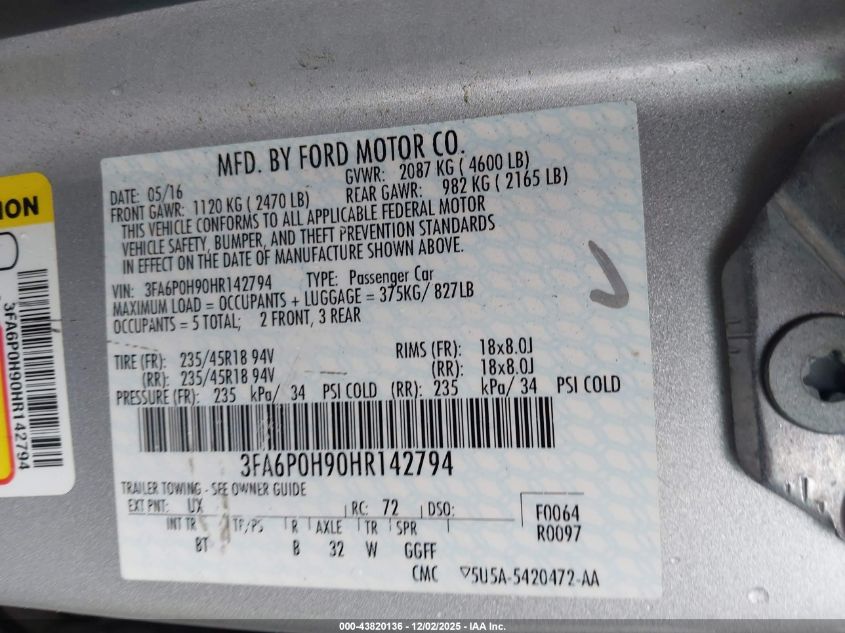 MFD. BY FORD MOTOR CO.
DATE: 05/16 GVWR: 2087 KG ( 4600 LB)
FRONT GAWR: 1120 KG ( 2470 LB) REAR GAWR: 982 KG ( 2165 LB)
THIS VEHICLE CONFORMS TO ALL APPLICABLE FEDERAL MOTOR
VEHICLE SAFETY, BUMPER, AND THEFT PREVENTION STANDARDS
IN EFFECT ON THE DATE OF MANUFACTURE SHOWN ABOVE.
VIN: 3FA6P0H90HR142794 TYPE: Passenger Car
MAXIMUM LOAD = OCCUPANTS + LUGGAGE = 375KG/ 827LB
OCCUPANTS = 5 TOTAL; 2 FRONT, 3 REAR
TIRE (FR): 235/45R18 94V RIMS (FR): 18x8.0J
(RR): 235/45R18 94V (RR): 18x8.0J
PRESSURE (FR): 235 kPa/ 34 PSI COLD (RR): 235 kPa/ 34 PSI COLD
3FA6P0H90HR142794
TRAILER TOWING - SEE OWNER GUIDE
EXT PNT: UX RC: 72 DSO: F0064
INT TR TP/PS R AXLE TR SPR R0097
BT B 32 W GGFF
CMC ▽5U5A-5420472-AA
ION
3FA6P0H90HR142794
000-43820136 - 12/02/2025 - IAA Inc.